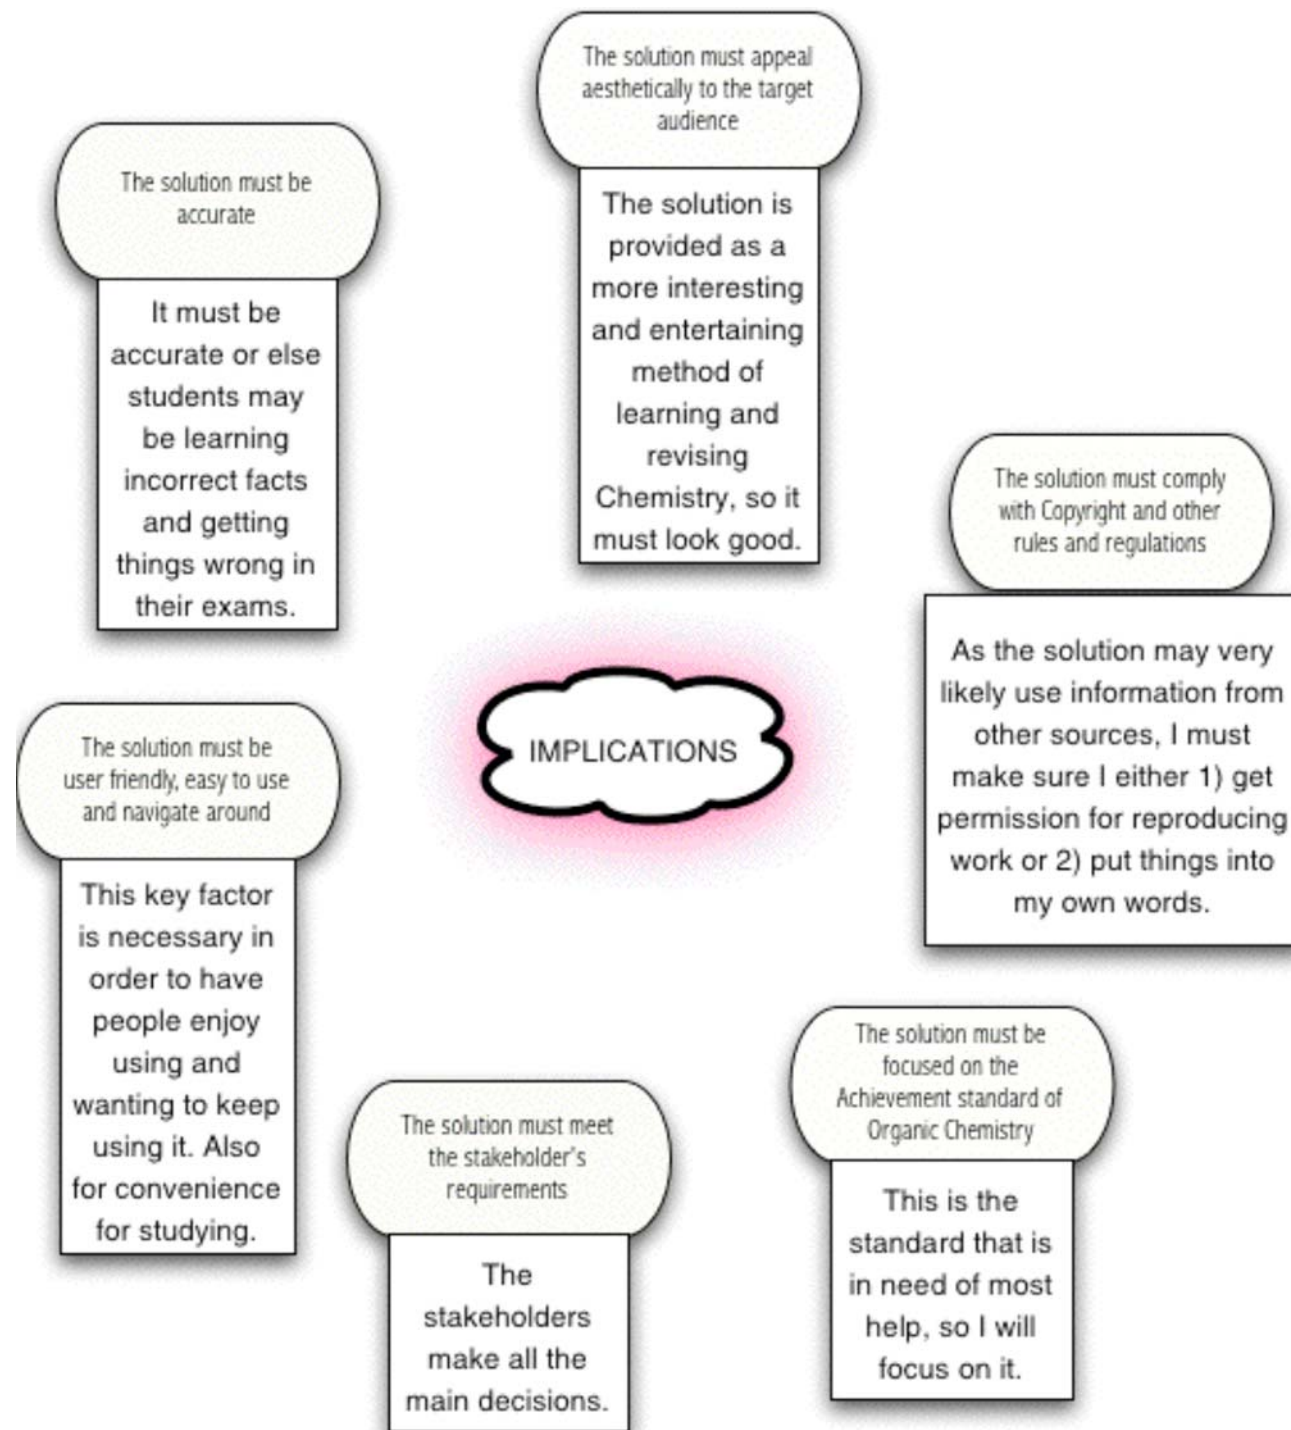 The solution must appeal
aesthetically to the target
audience
The solution is
provided as a
more interesting
and entertaining
method of
learning and
revising
Chemistry, so it
must look good.
The solution must be
accurate
It must be
accurate or else
students may
be learning
incorrect facts
and getting
things wrong in
their exams.
The solution must comply
with Copyright and other
rules and regulations
As the solution may very
likely use information from
other sources, I must
make sure I either 1) get
permission for reproducing
work or 2) put things into
my own words.
IMPLICATIONS
The solution must be
user friendly, easy to use
and navigate around
This key factor
is necessary in
order to have
people enjoy
using and
wanting to keep
using it. Also
for convenience
for studying.
The solution must meet
the stakeholder's
requirements
The
stakeholders
make all the
main decisions.
The solution must be
focused on the
Achievement standard of
Organic Chemistry
This is the
standard that is
in need of most
help, so I will
focus on it.